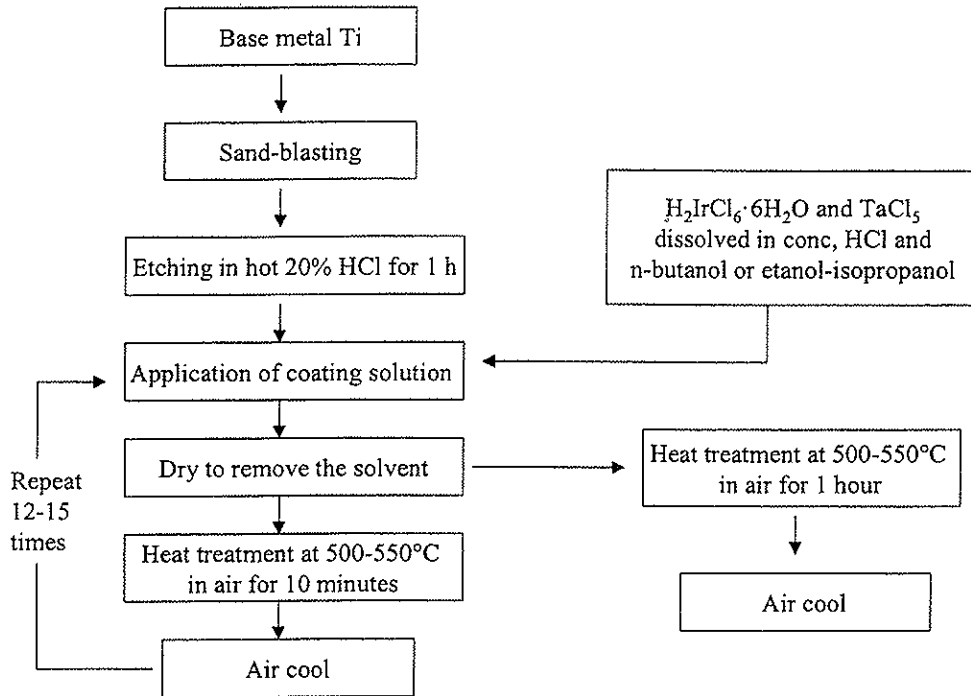 Base metal Ti
Sand-blasting
Etching in hot 20% HCl for 1 h
H₂IrCl₆·6H₂O and TaCl₅
dissolved in conc, HCl and
n-butanol or etanol-isopropanol
Application of coating solution
Dry to remove the solvent
Heat treatment at 500-550°C
in air for 1 hour
Repeat
12-15
times
Heat treatment at 500-550°C
in air for 10 minutes
Air cool
Air cool